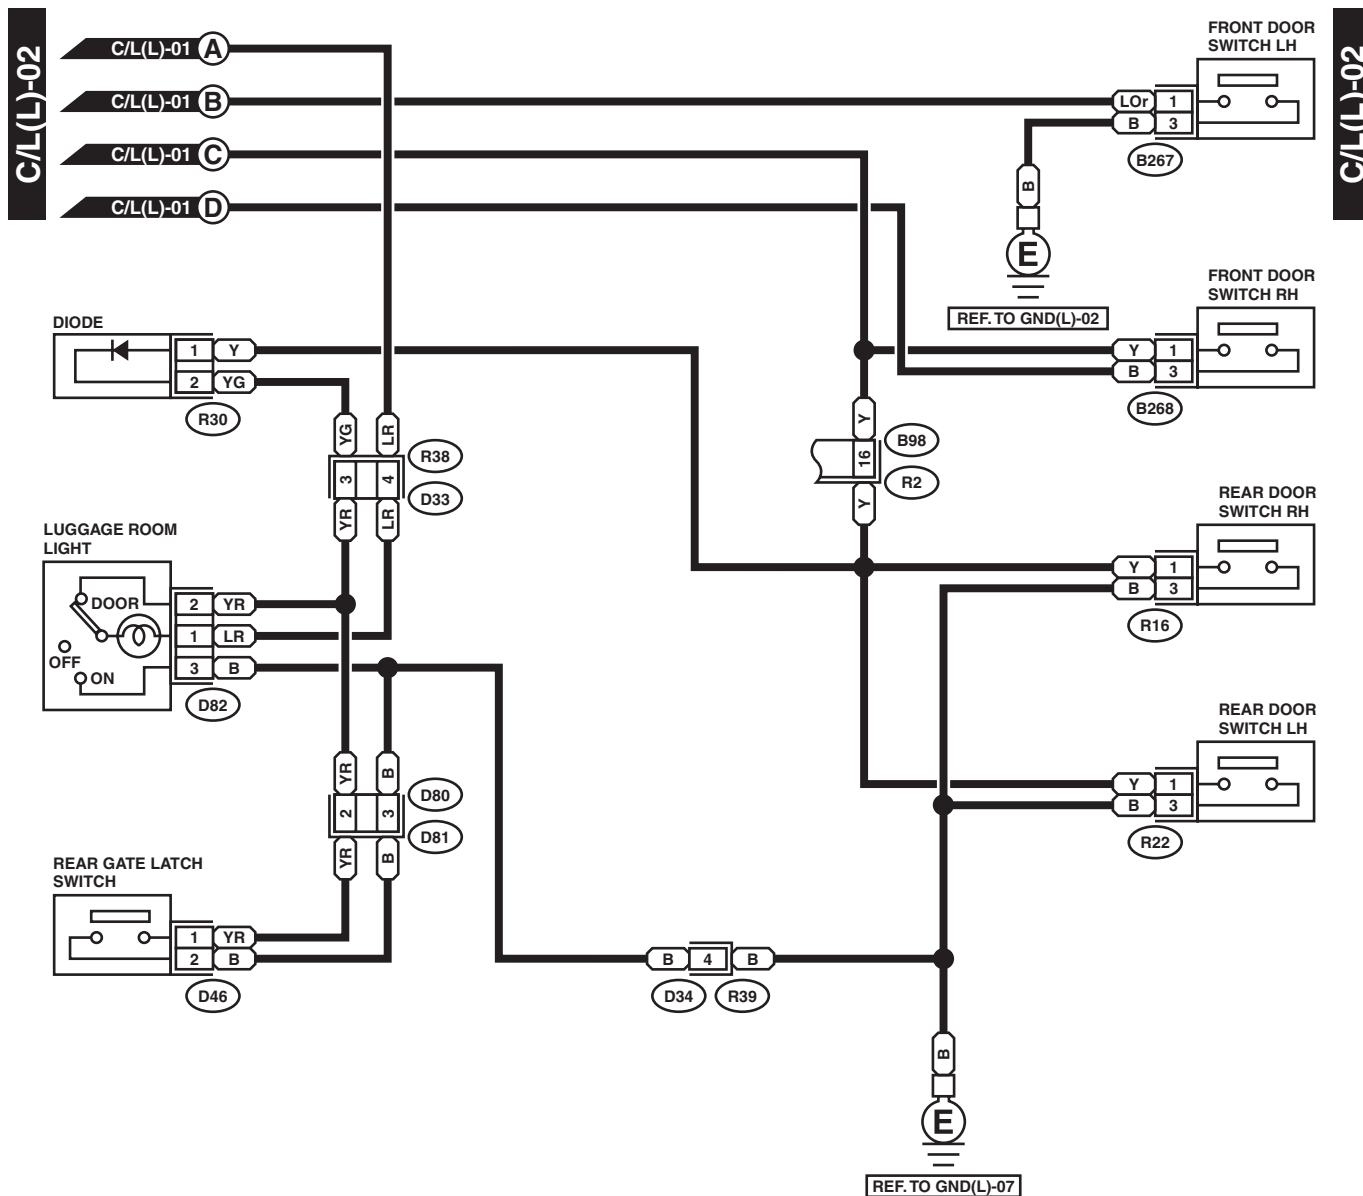 C/L(L)-02
C/L(L)-02
C/L(L)-01 A
C/L(L)-01 B
C/L(L)-01 C
C/L(L)-01 D
FRONT DOOR
SWITCH LH
LOr 1
B 3
B267
B
E
REF. TO GND(L)-02
FRONT DOOR
SWITCH RH
Y 1
B 3
B268
DIODE
1 Y
2 YG
R30
YG LR
R38
3 4
D33
YR LR
Y
B98
16
R2
Y
REAR DOOR
SWITCH RH
Y 1
B 3
R16
LUGGAGE ROOM
LIGHT
DOOR
OFF
ON
2 YR
1 LR
3 B
D82
REAR DOOR
SWITCH LH
Y 1
B 3
R22
YR B
D80
2 3
D81
YR B
REAR GATE LATCH
SWITCH
1 YR
2 B
D46
B 4 B
D34 R39
B
E
REF. TO GND(L)-07